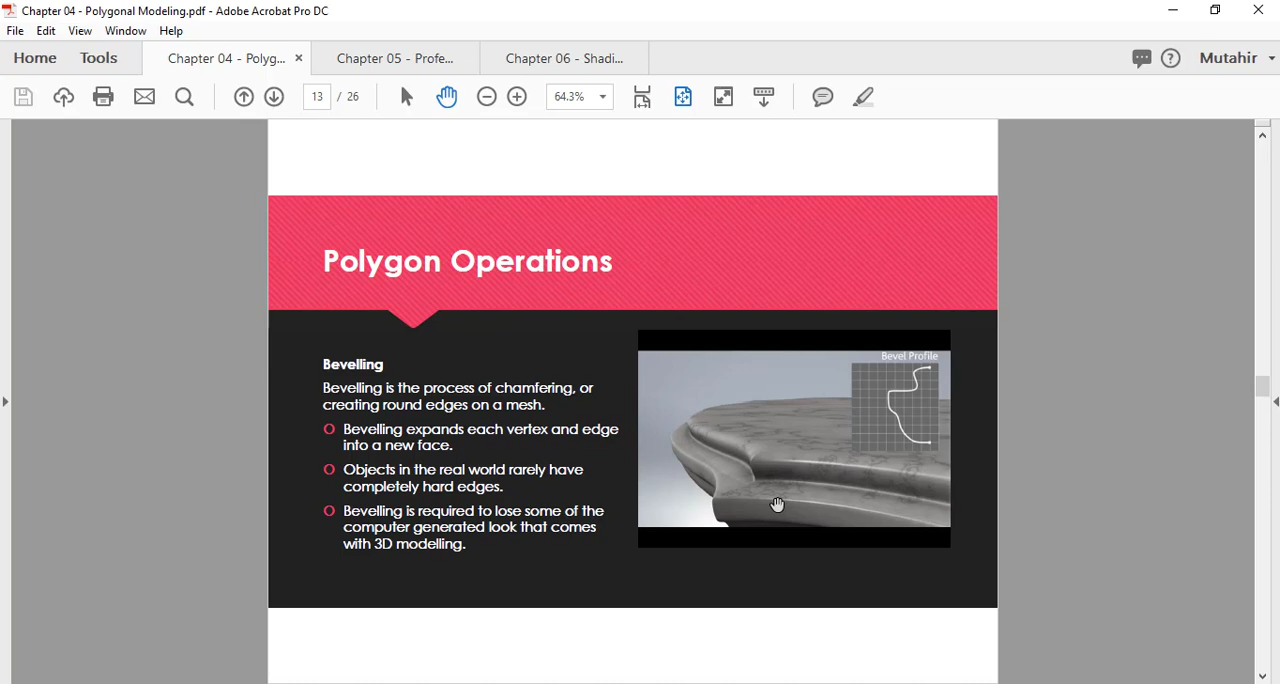 Chapter 04 - Polygonal Modeling.pdf - Adobe Acrobat Pro DC
File Edit View Window Help
Home Tools Chapter 04 - Polyg... × Chapter 05 - Profe... Chapter 06 - Shadi... ? Mutahir
13 / 26 64.3%
Polygon Operations
Bevelling
Bevelling is the process of chamfering, or
creating round edges on a mesh.
Bevelling expands each vertex and edge
into a new face.
Objects in the real world rarely have
completely hard edges.
Bevelling is required to lose some of the
computer generated look that comes
with 3D modelling.
Bevel Profile